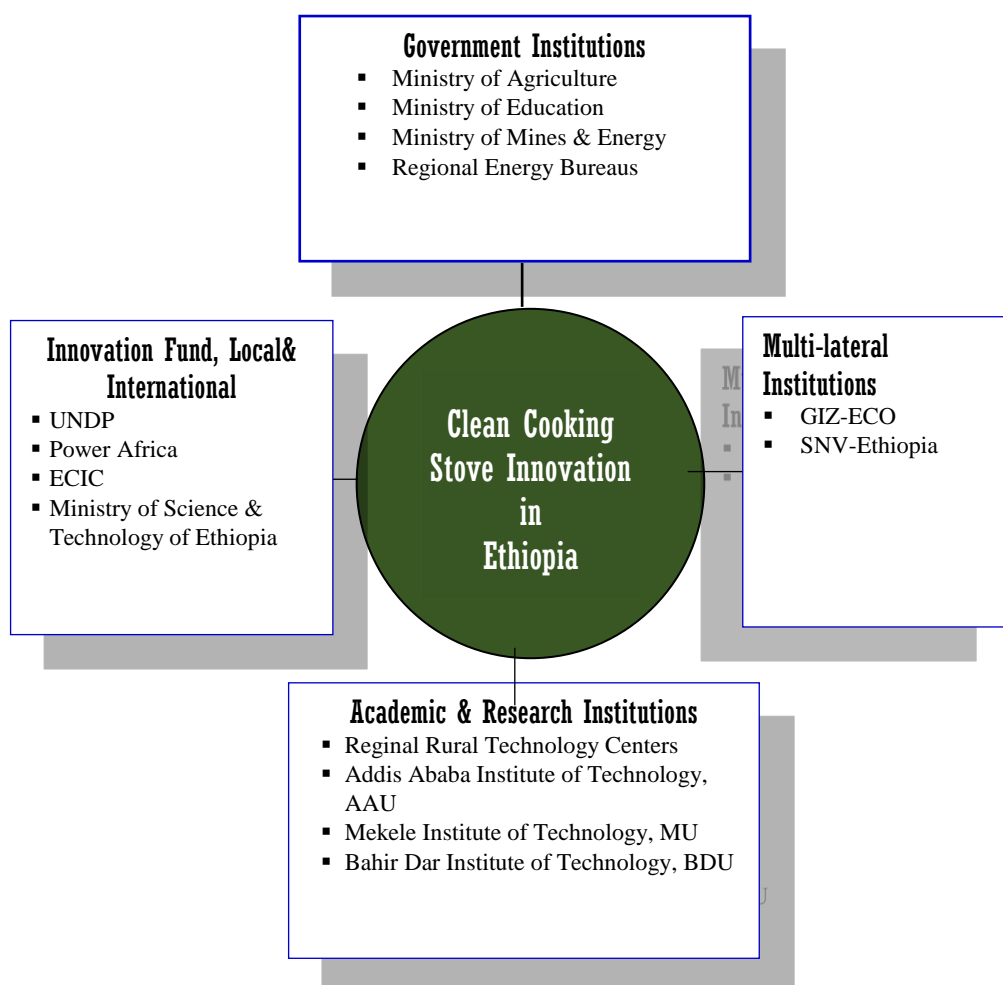 Government Institutions
▪ Ministry of Agriculture
▪ Ministry of Education
▪ Ministry of Mines & Energy
▪ Regional Energy Bureaus
Innovation Fund, Local&
International
▪ UNDP
▪ Power Africa
▪ ECIC
▪ Ministry of Science &
Technology of Ethiopia
Clean Cooking
Stove Innovation
in
Ethiopia
Multi-lateral
Institutions
▪ GIZ-ECO
▪ SNV-Ethiopia
Academic & Research Institutions
▪ Reginal Rural Technology Centers
▪ Addis Ababa Institute of Technology,
AAU
▪ Mekele Institute of Technology, MU
▪ Bahir Dar Institute of Technology, BDU